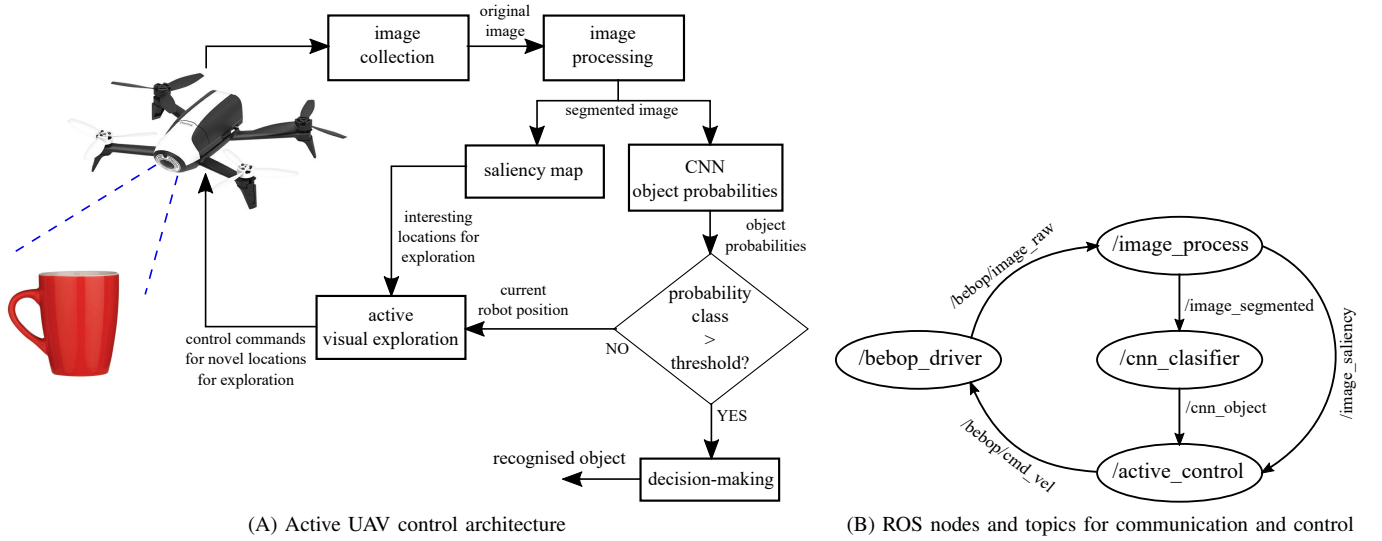 image
collection
original
image
image
processing
segmented image
saliency map
CNN
object probabilities
interesting
locations for
exploration
object
probabilities
probability
class
>
threshold?
current
robot position
NO
active
visual exploration
control commands
for novel locations
for exploration
YES
decision-making
recognised object
(A) Active UAV control architecture
/image_process
/bebop/image_raw
/image_segmented
/image_saliency
/bebop_driver
/cnn_clasifier
/cnn_object
/bebop/cmd_vel
/active_control
(B) ROS nodes and topics for communication and control